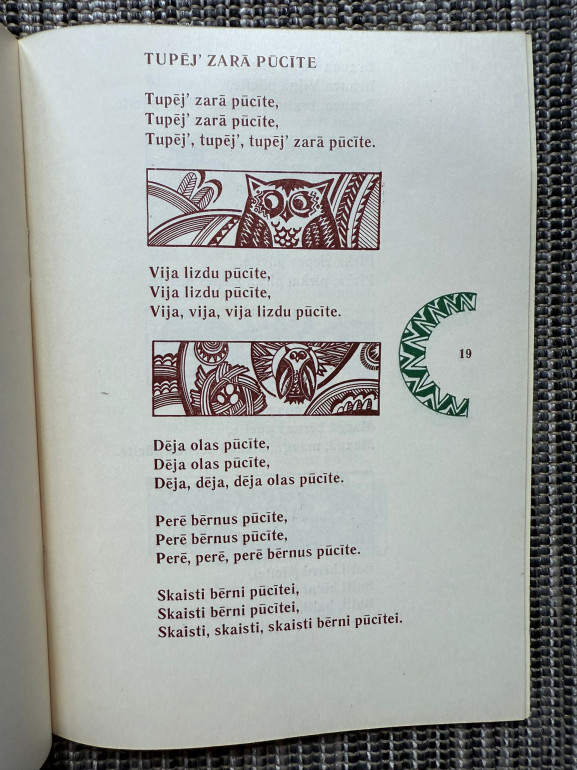 TUPĒJ' ZARĀ PŪCĪTE
Tupēj' zarā pūcīte,
Tupēj' zarā pūcīte,
Tupēj', tupēj', tupēj' zarā pūcīte.
Vija lizdu pūcīte,
Vija lizdu pūcīte,
Vija, vija, vija lizdu pūcīte.
19
Dēja olas pūcīte,
Dēja olas pūcīte,
Dēja, dēja, dēja olas pūcīte.
Perē bērnus pūcīte,
Perē bērnus pūcīte,
Perē, perē, perē bērnus pūcīte.
Skaisti bērni pūcītei,
Skaisti bērni pūcītei,
Skaisti, skaisti, skaisti bērni pūcītei.